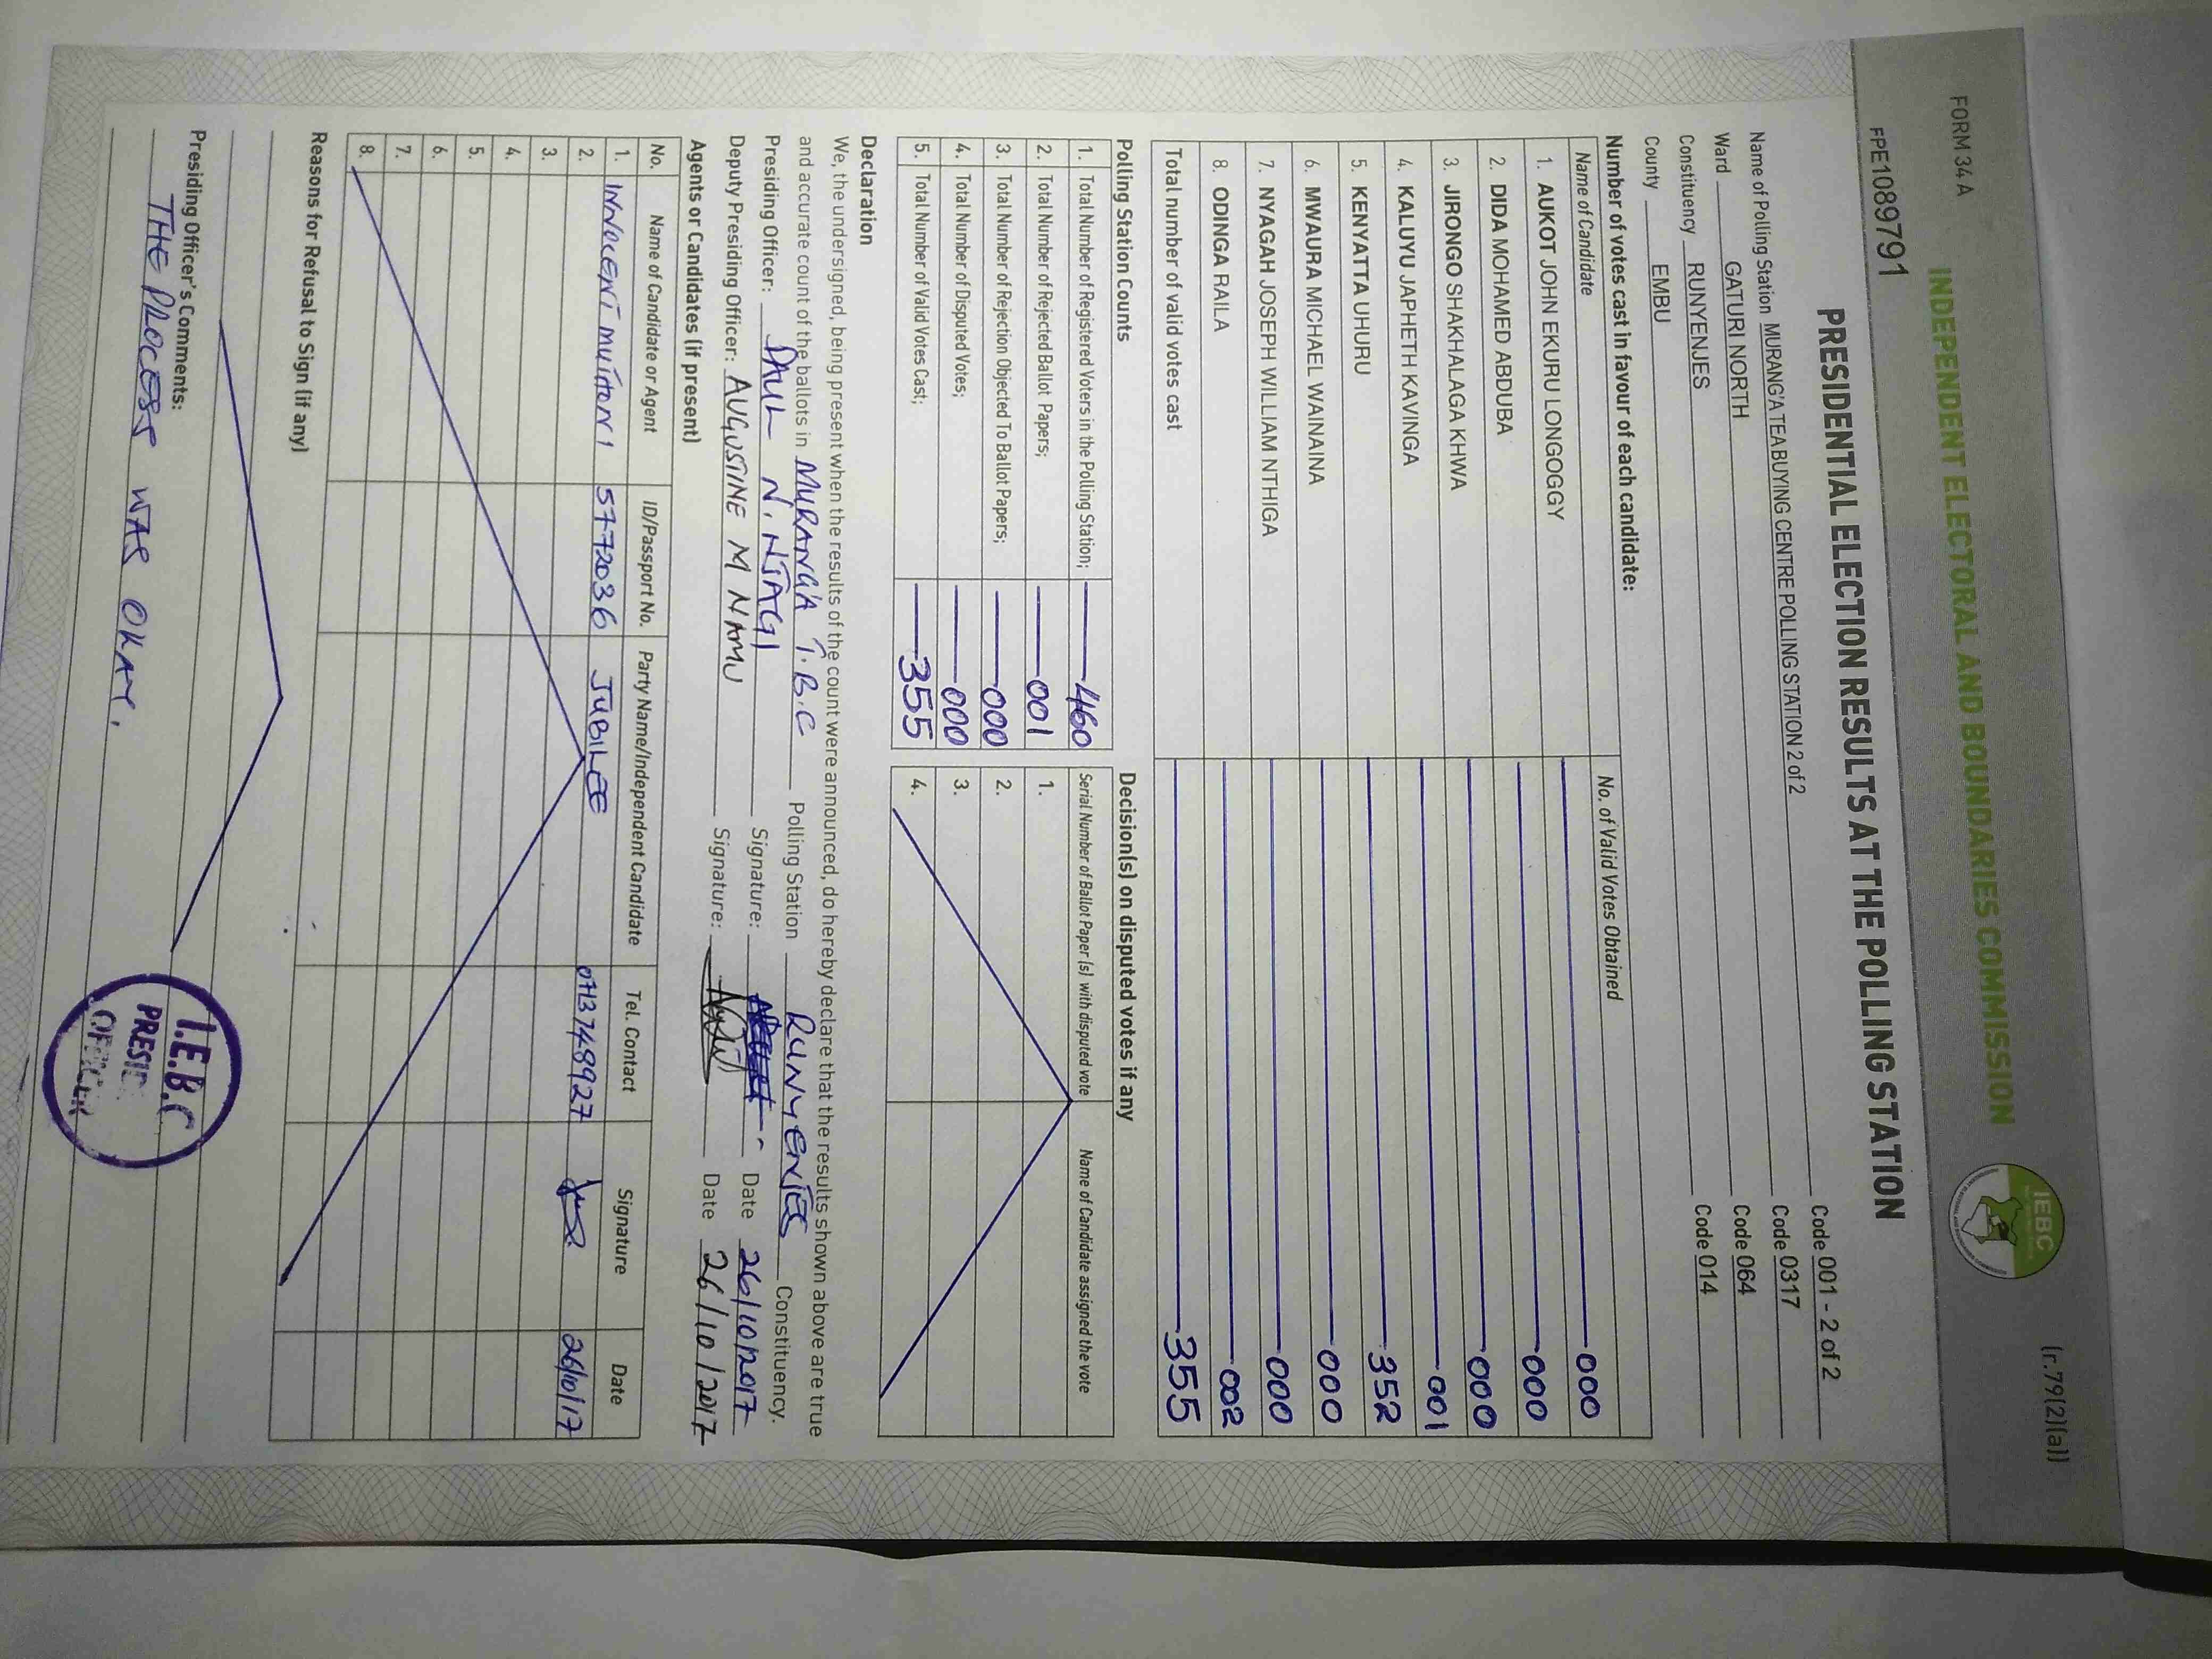 FORM 34A
(r.79(2)(a))
INDEPENDENT ELECTORAL AND BOUNDARIES COMMISSION
IEBC
FPE1089791
PRESIDENTIAL ELECTION RESULTS AT THE POLLING STATION
Name of Polling Station MURANG'A TEA BUYING CENTRE POLLING STATION 2 of 2 Code 001 - 2 of 2
Ward GATURI NORTH Code 0317
Constituency RUNYENJES Code 064
County EMBU Code 014
Number of votes cast in favour of each candidate:
Name of Candidate No. of Valid Votes Obtained
1. AUKOT JOHN EKURU LONGOGGY 000
2. DIDA MOHAMED ABDUBA 000
3. JIRONGO SHAKHALAGA KHWA 000
4. KALUYU JAPHETH KAVINGA 001
5. KENYATTA UHURU 352
6. MWAURA MICHAEL WAINAINA 000
7. NYAGAH JOSEPH WILLIAM NTHIGA 000
8. ODINGA RAILA 002
Total number of valid votes cast 355
Polling Station Counts
1. Total Number of Registered Voters in the Polling Station; 460
2. Total Number of Rejected Ballot Papers; 001
3. Total Number of Rejection Objected To Ballot Papers; 000
4. Total Number of Disputed Votes; 000
5. Total Number of Valid Votes Cast; 355
Decision(s) on disputed votes if any
Serial Number of Ballot Paper (s) with disputed vote Name of Candidate assigned the vote
1.
2.
3.
4.
Declaration
We, the undersigned, being present when the results of the count were announced, do hereby declare that the results shown above are true
and accurate count of the ballots in MURANG'A T.B.C Polling Station RUNYENJES Constituency.
Presiding Officer: PAUL N. NJAGI Signature: Date 26/10/2017
Deputy Presiding Officer: AUGUSTINE M NAMU Signature: Date 26/10/2017
Agents or Candidates (if present)
No. Name of Candidate or Agent ID/Passport No. Party Name/Independent Candidate Tel. Contact Signature Date
1. INNOCENT MUITHONI 5772036 JUBILEE 0713748927 26/10/17
2.
3.
4.
5.
6.
7.
8.
Reasons for Refusal to Sign (if any)
Presiding Officer's Comments:
THE PROCESS WAS OKAY.
I.E.B.C
PRESID
OFFICER